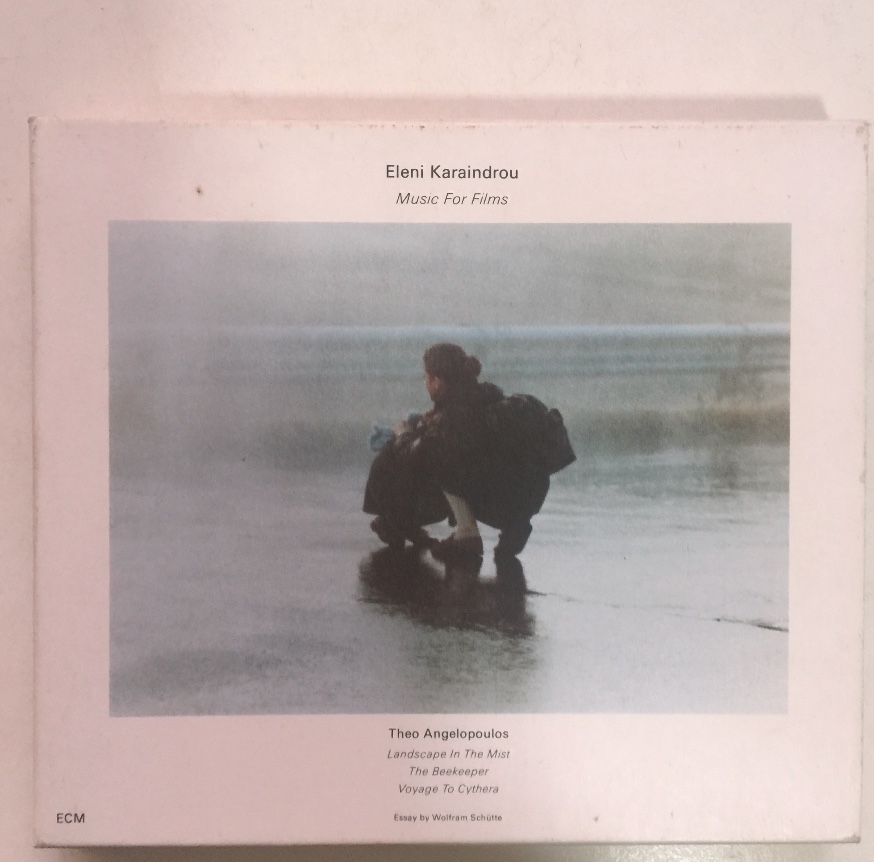 Eleni Karaindrou
Music For Films
Theo Angelopoulos
Landscape In The Mist
The Beekeeper
Voyage To Cythera
ECM
Essay by Wolfram Schütte